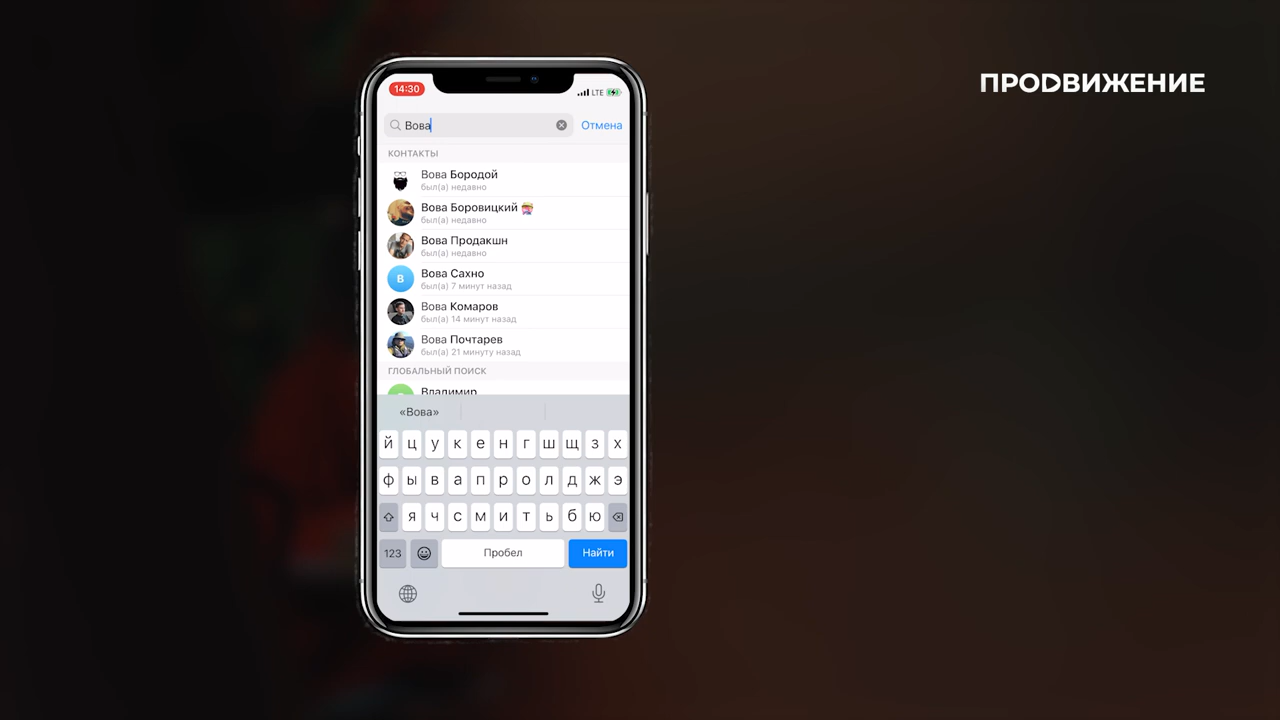 ПРОDВИЖЕНИЕ
14:30
LTE
Вова
Отмена
КОНТАКТЫ
Вова Бородой
был(а) недавно
Вова Боровицкий
был(а) недавно
Вова Продакшн
был(а) недавно
В
Вова Сахно
был(а) 7 минут назад
Вова Комаров
был(а) 14 минут назад
Вова Почтарев
был(а) 21 минуту назад
ГЛОБАЛЬНЫЙ ПОИСК
Владимир
«Вова»
й ц у к е н г ш щ з х
ф ы в а п р о л д ж э
я ч с м и т ь б ю
123
Пробел
Найти